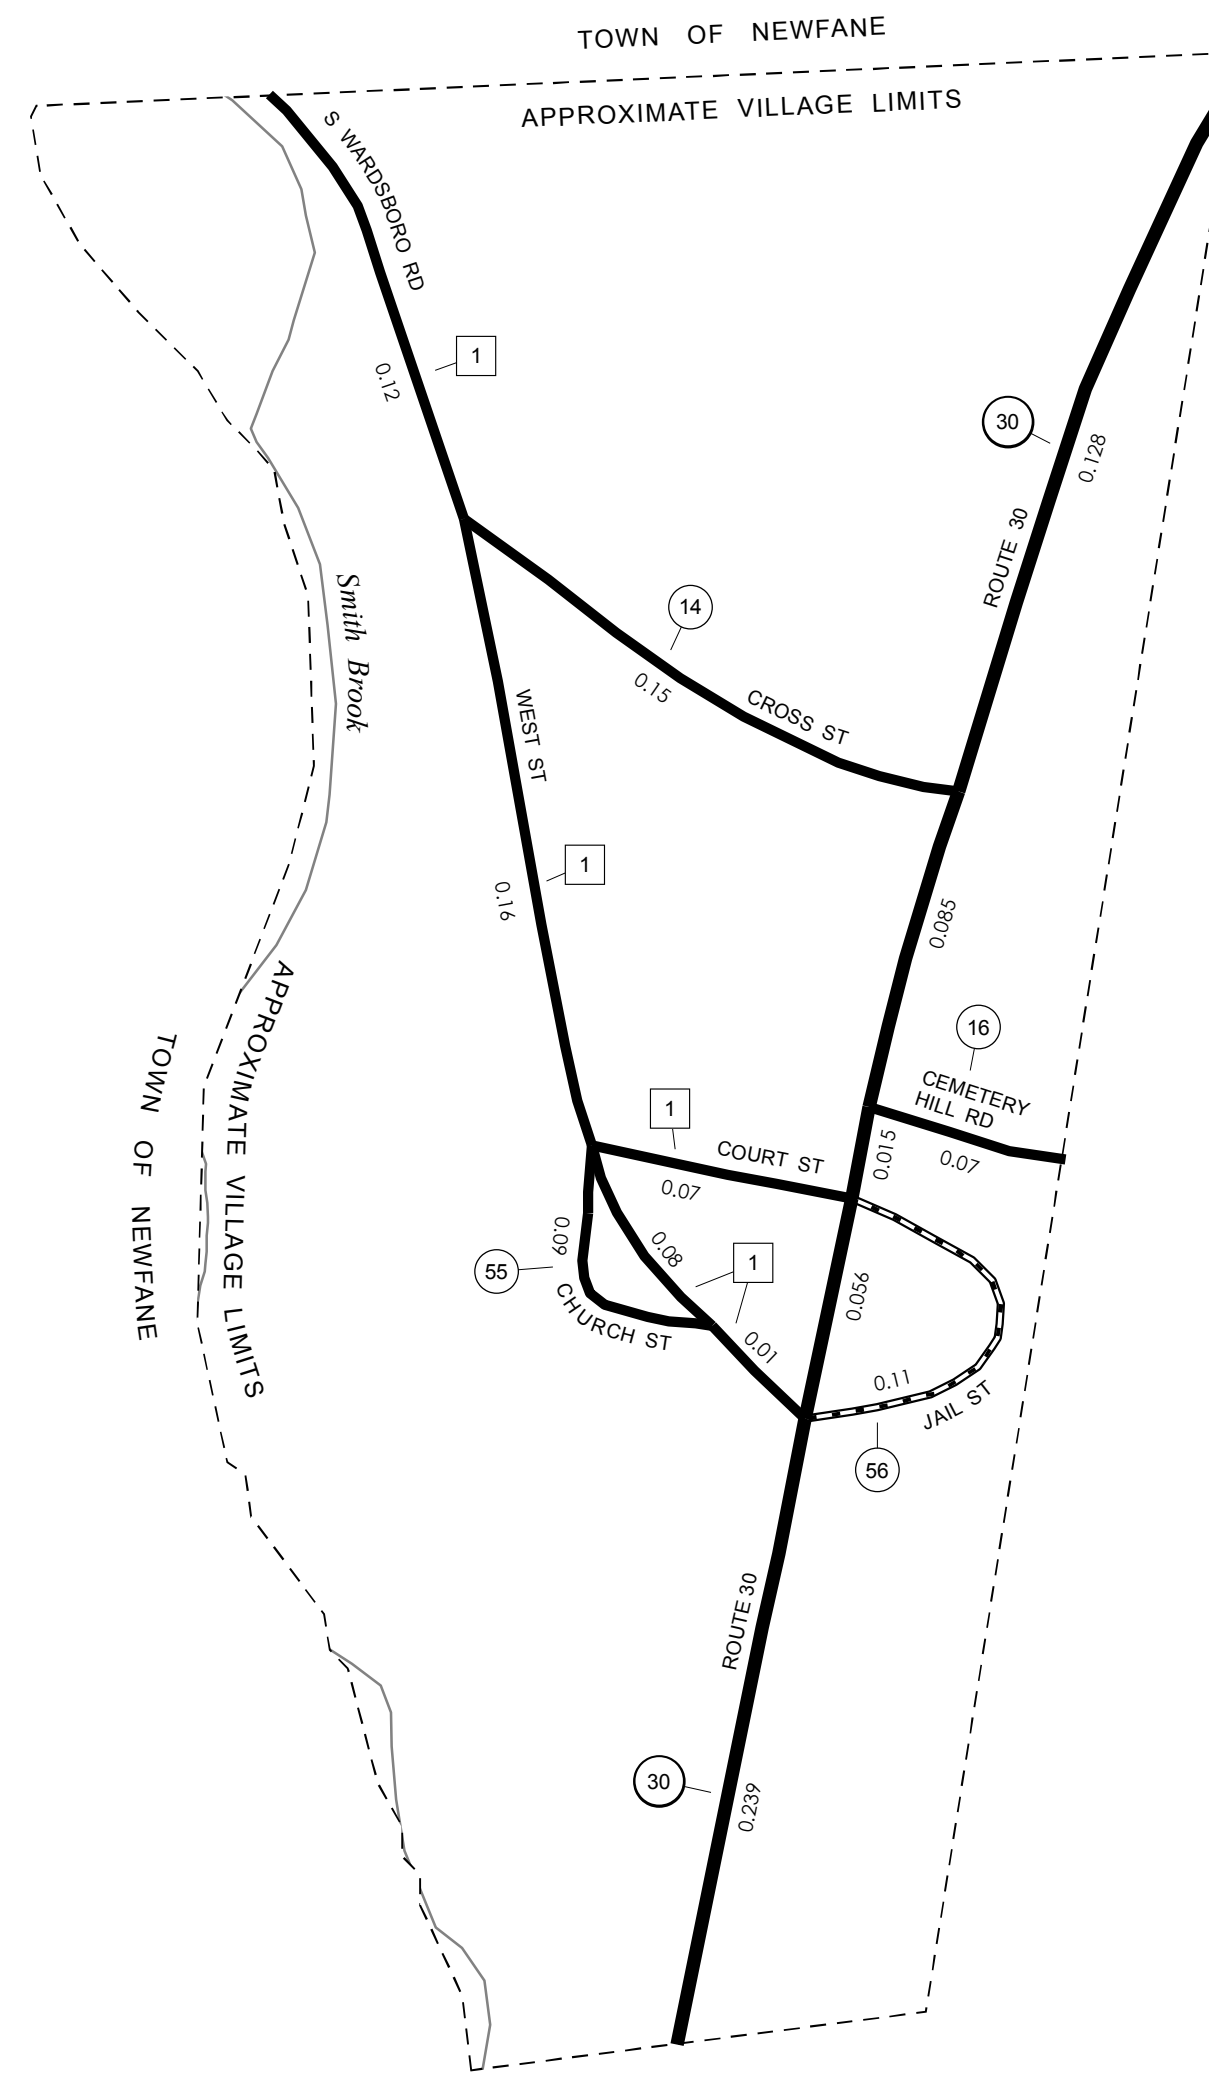 TOWN OF NEWFANE
APPROXIMATE VILLAGE LIMITS
S WARDSBORO RD
1
0.12
30
0.128
ROUTE 30
14
0.15
CROSS ST
Smith Brook
WEST ST
1
0.16
0.085
APPROXIMATE VILLAGE LIMITS
TOWN OF NEWFANE
16
CEMETERY
HILL RD
0.07
1
COURT ST
0.07
0.015
0.09
0.08
1
55
CHURCH ST
0.01
0.056
0.11
JAIL ST
56
ROUTE 30
30
0.239